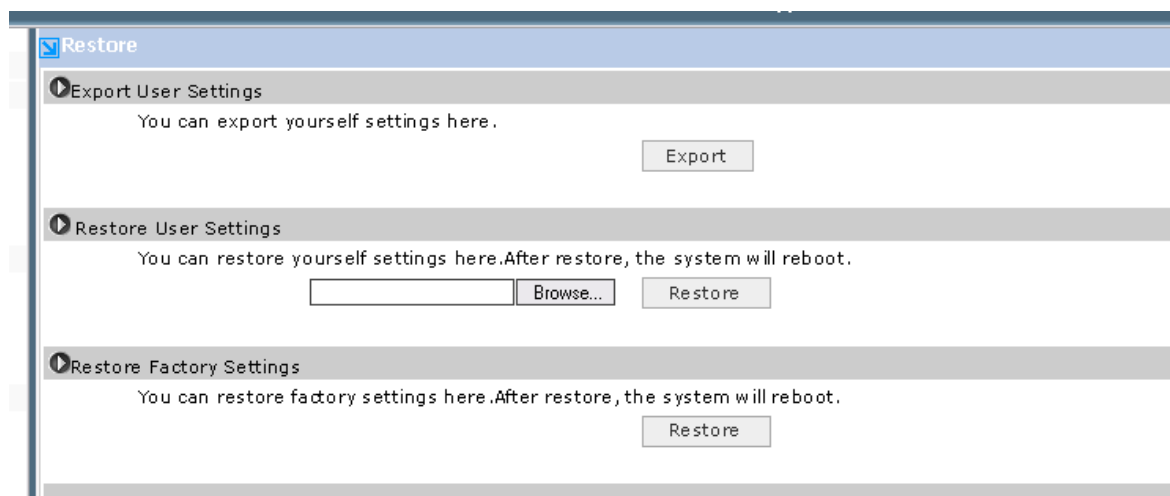 Restore
Export User Settings
You can export yourself settings here.
Export
Restore User Settings
You can restore yourself settings here.After restore, the system will reboot.
Browse... Restore
Restore Factory Settings
You can restore factory settings here.After restore, the system will reboot.
Restore